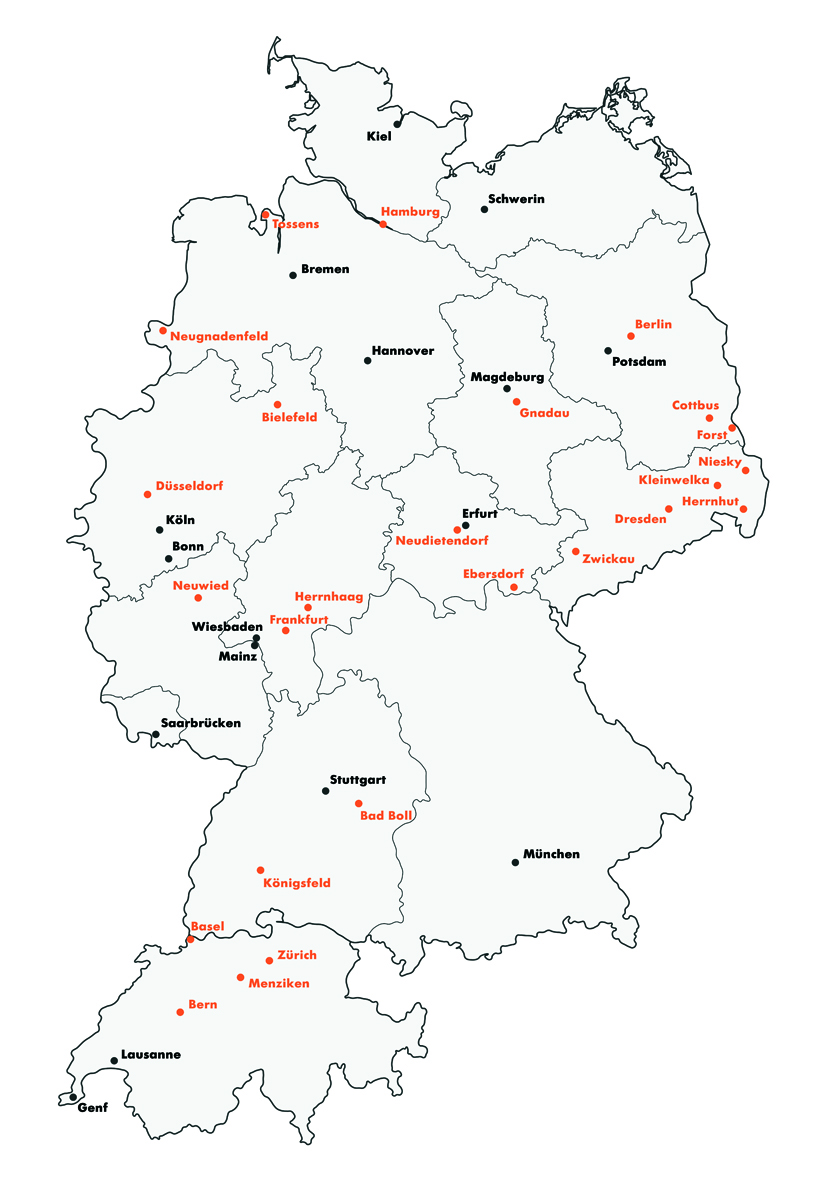 Kiel
Schwerin
Hamburg
Tossens
Bremen
Berlin
Neugnadenfeld
Hannover
Potsdam
Magdeburg
Cottbus
Gnadau
Bielefeld
Forst
Niesky
Kleinwelka
Düsseldorf
Herrnhut
Erfurt
Köln
Dresden
Neudietendorf
Bonn
Zwickau
Ebersdorf
Neuwied
Herrnhaag
Frankfurt
Wiesbaden
Mainz
Saarbrücken
Stuttgart
Bad Boll
München
Königsfeld
Basel
Zürich
Menziken
Bern
Lausanne
Genf